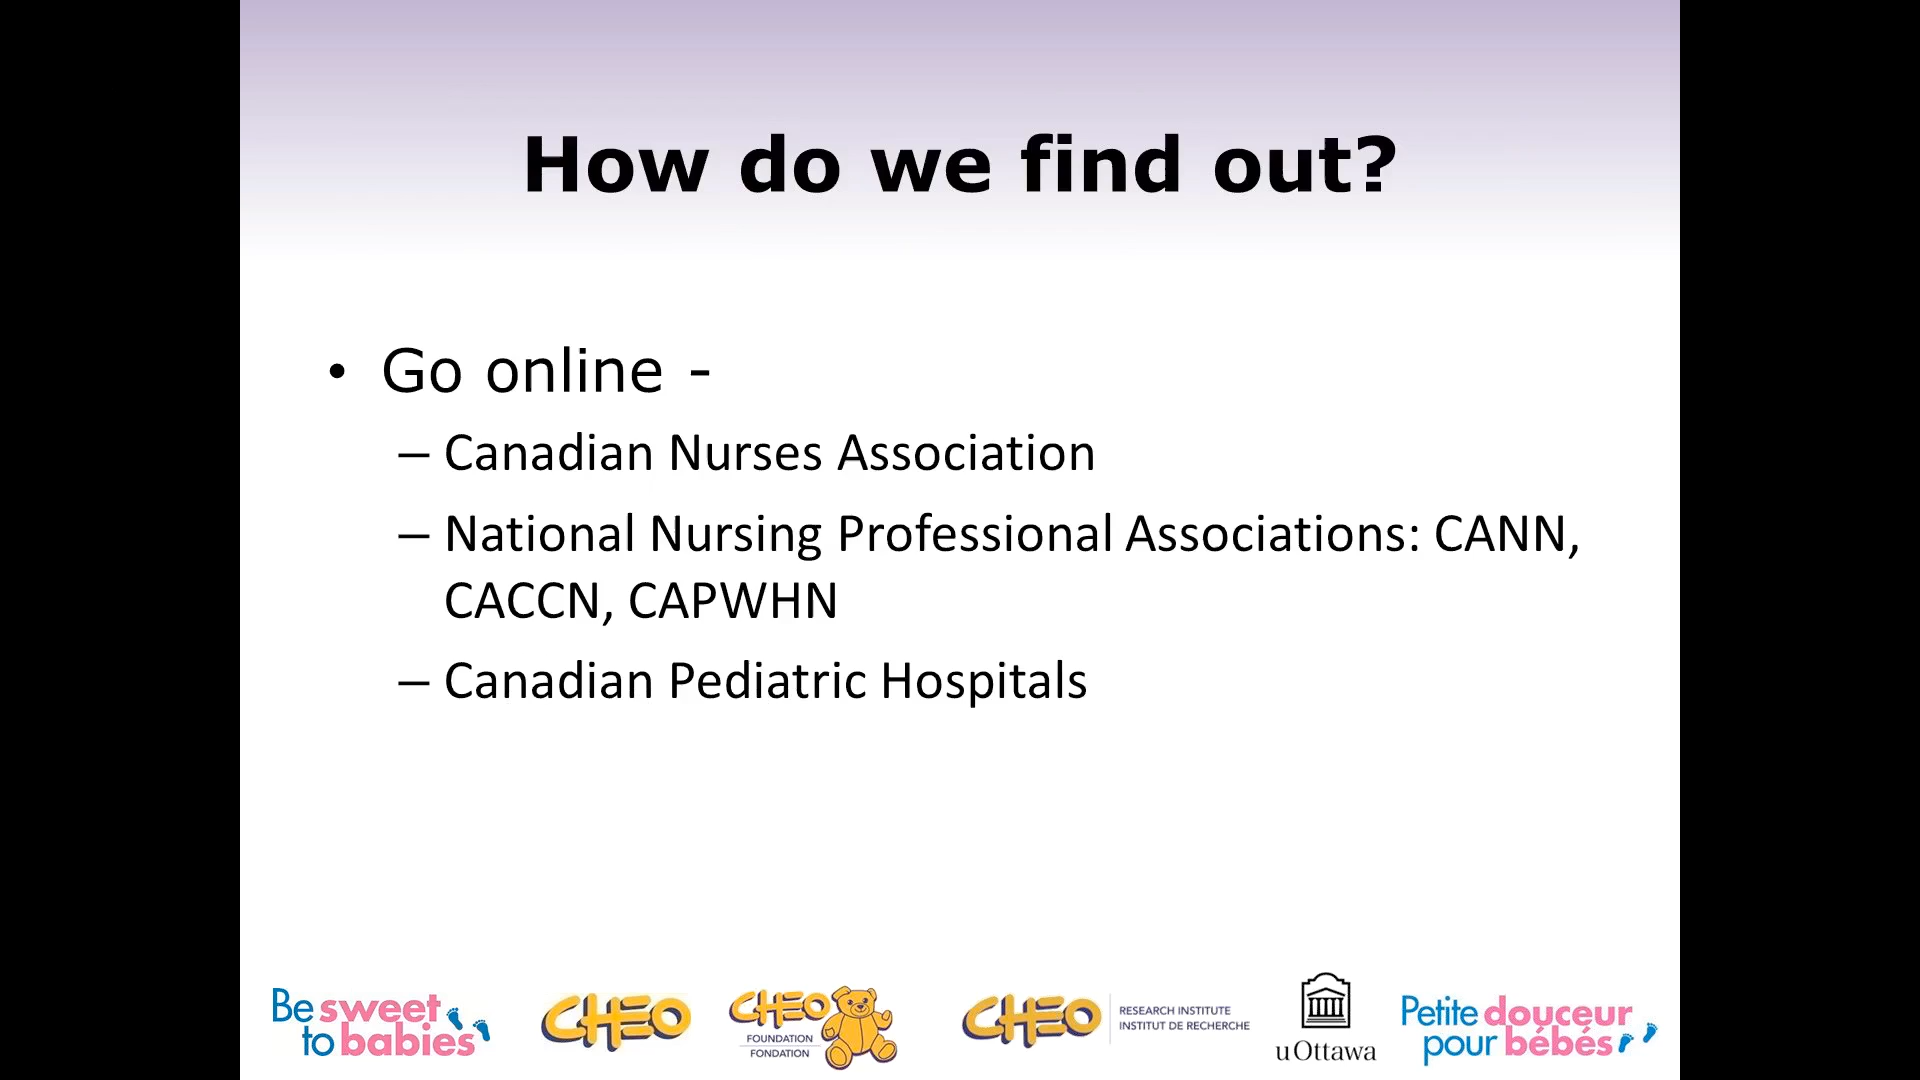 How do we find out?
• Go online -
– Canadian Nurses Association
– National Nursing Professional Associations: CANN,
CACCN, CAPWHN
– Canadian Pediatric Hospitals
Be sweet
to babies
CHEO
CHEO
FOUNDATION
FONDATION
CHEO
RESEARCH INSTITUTE
INSTITUT DE RECHERCHE
uOttawa
Petite douceur
pour bébés